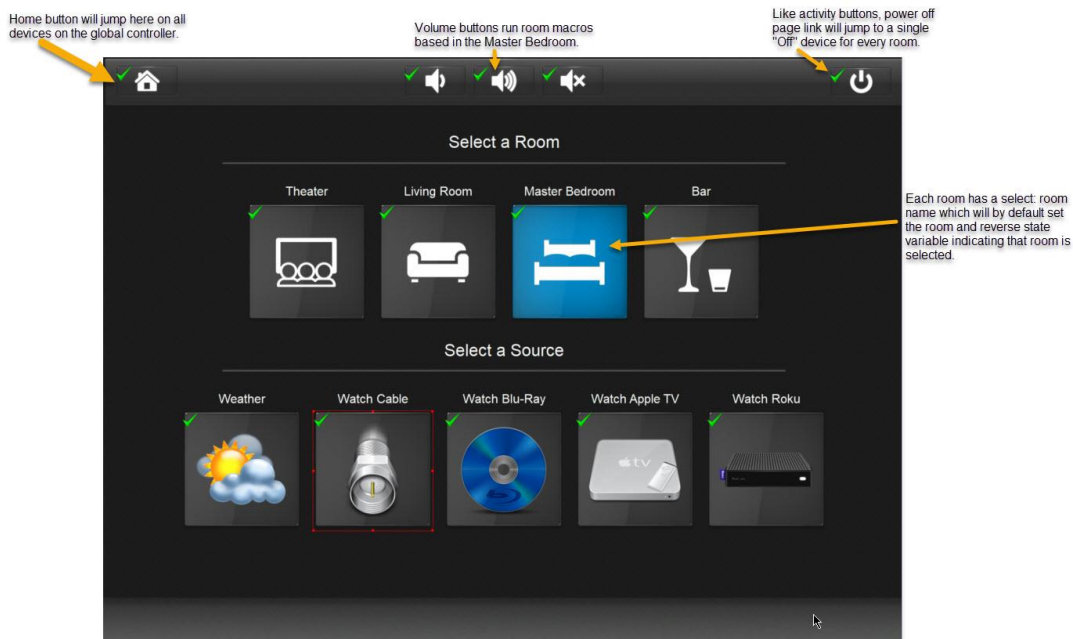 Home button will jump here on all
devices on the global controller.
Volume buttons run room macros
based in the Master Bedroom.
Like activity buttons, power off
page link will jump to a single
"Off" device for every room.
Select a Room
Theater
Living Room
Master Bedroom
Bar
Each room has a select: room
name which will by default set
the room and reverse state
variable indicating that room is
selected.
Select a Source
Weather
Watch Cable
Watch Blu-Ray
Watch Apple TV
Watch Roku
tv